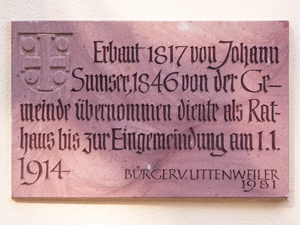 Erbaut 1817 von Johann
Sumser, 1846 von der Ge-
meinde übernommen diente als Rat-
haus bis zur Eingemeindung am 1.1.
1914
BÜRGERV. LITTENWEILER
1981